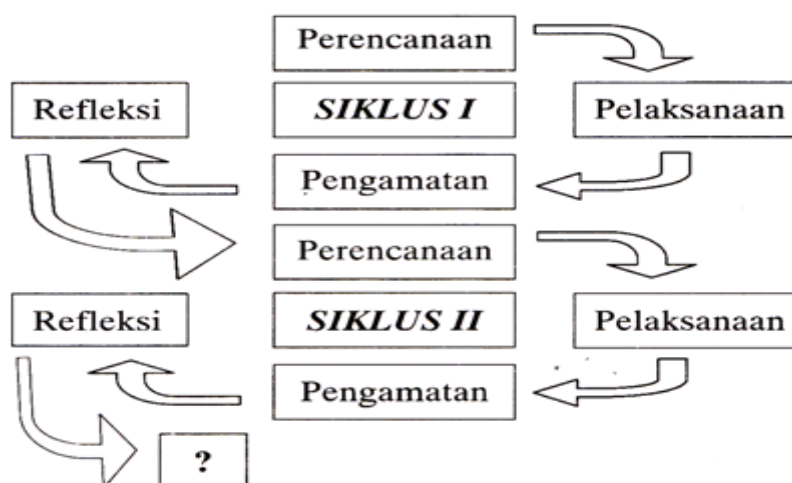 Perencanaan
Refleksi
SIKLUS I
Pelaksanaan
Pengamatan
Perencanaan
Refleksi
SIKLUS II
Pelaksanaan
Pengamatan
?